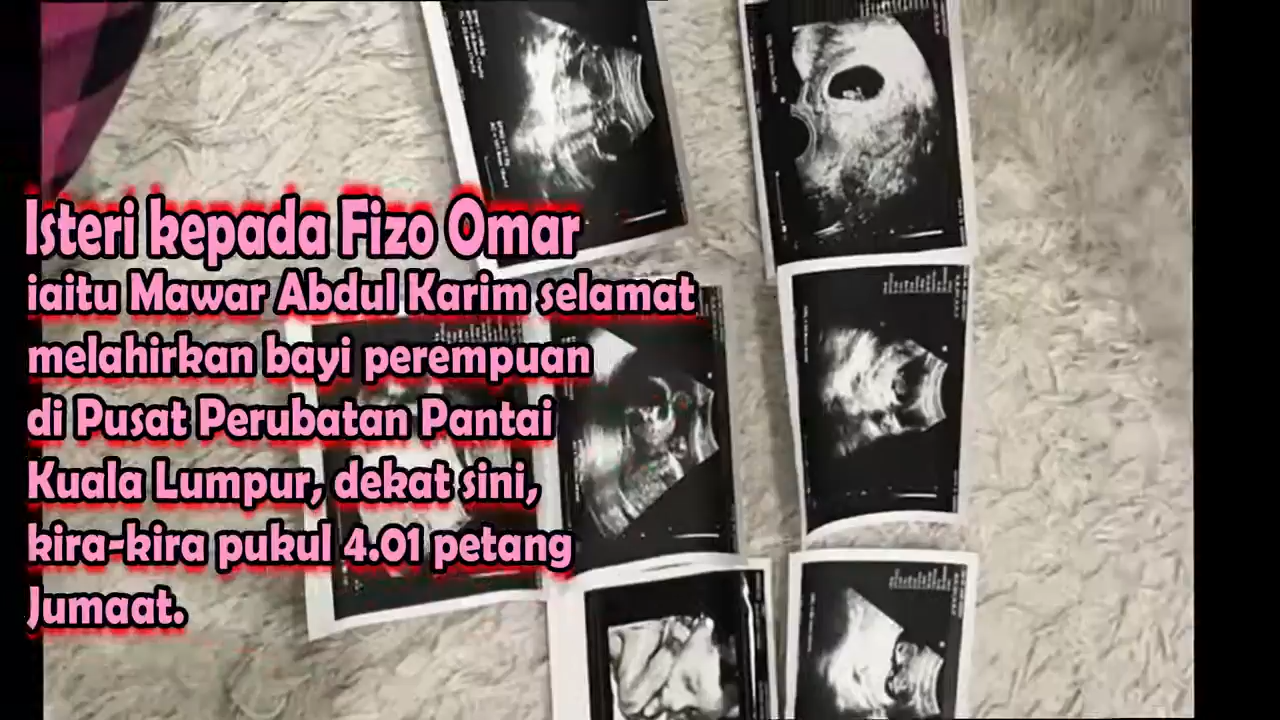 Isteri kepada Fizo Omar
iaitu Mawar Abdul Karim selamat
melahirkan bayi perempuan
di Pusat Perubatan Pantai
Kuala Lumpur, dekat sini,
kira-kira pukul 4.01 petang
Jumaat.